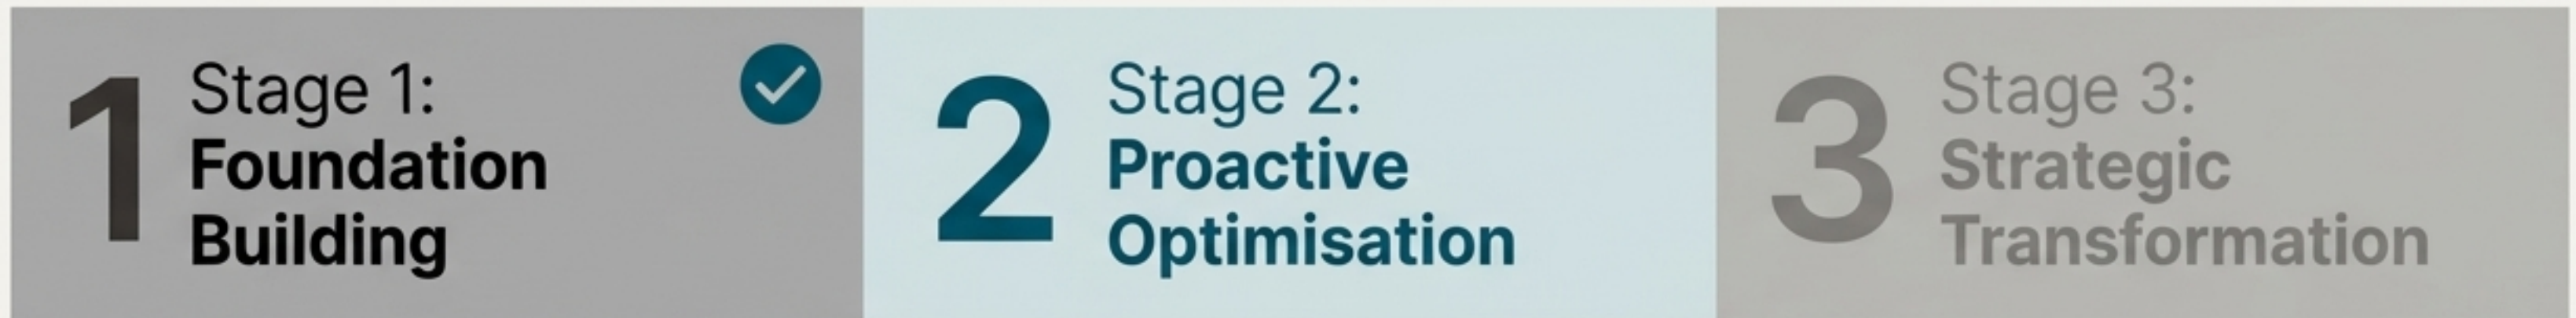 1
Stage 1:
Foundation
Building
2
Stage 2:
Proactive
Optimisation
3
Stage 3:
Strategic
Transformation